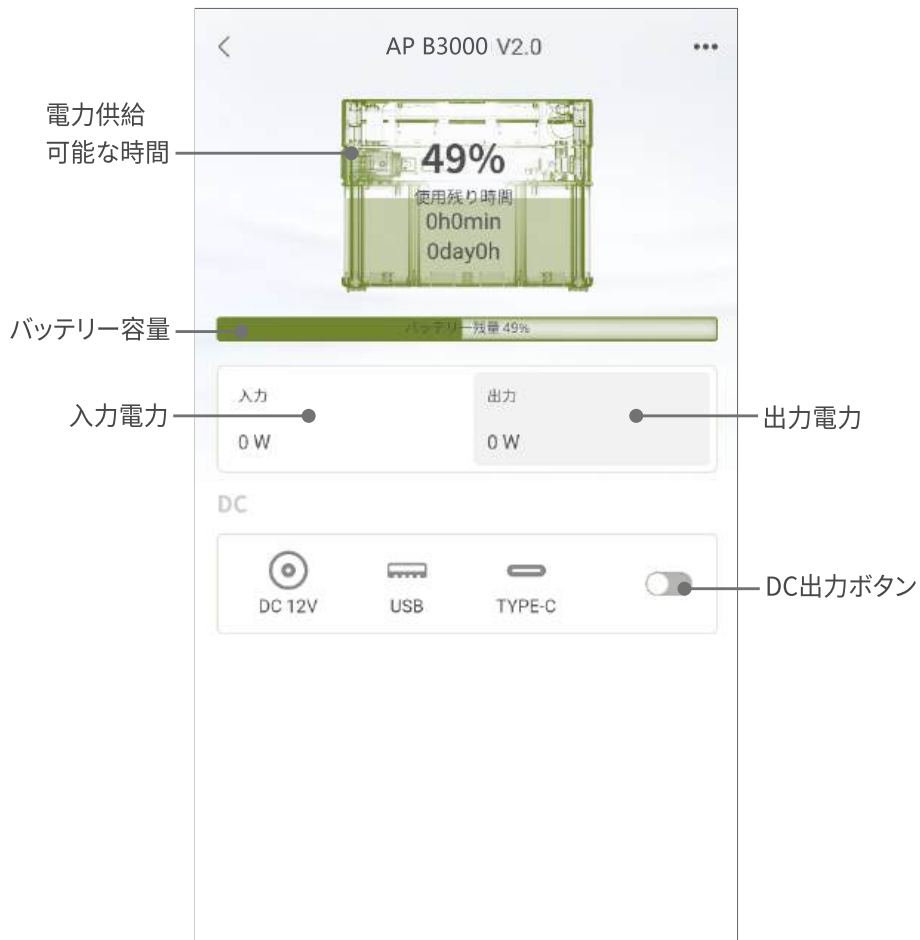 AP B3000 V2.0
電力供給
可能な時間
49%
使用残り時間
0h0min
0day0h
バッテリー容量
バッテリー残量 49%
入力電力
入力
0 W
出力
0 W
出力電力
DC
DC 12V
USB
TYPE-C
DC出力ボタン